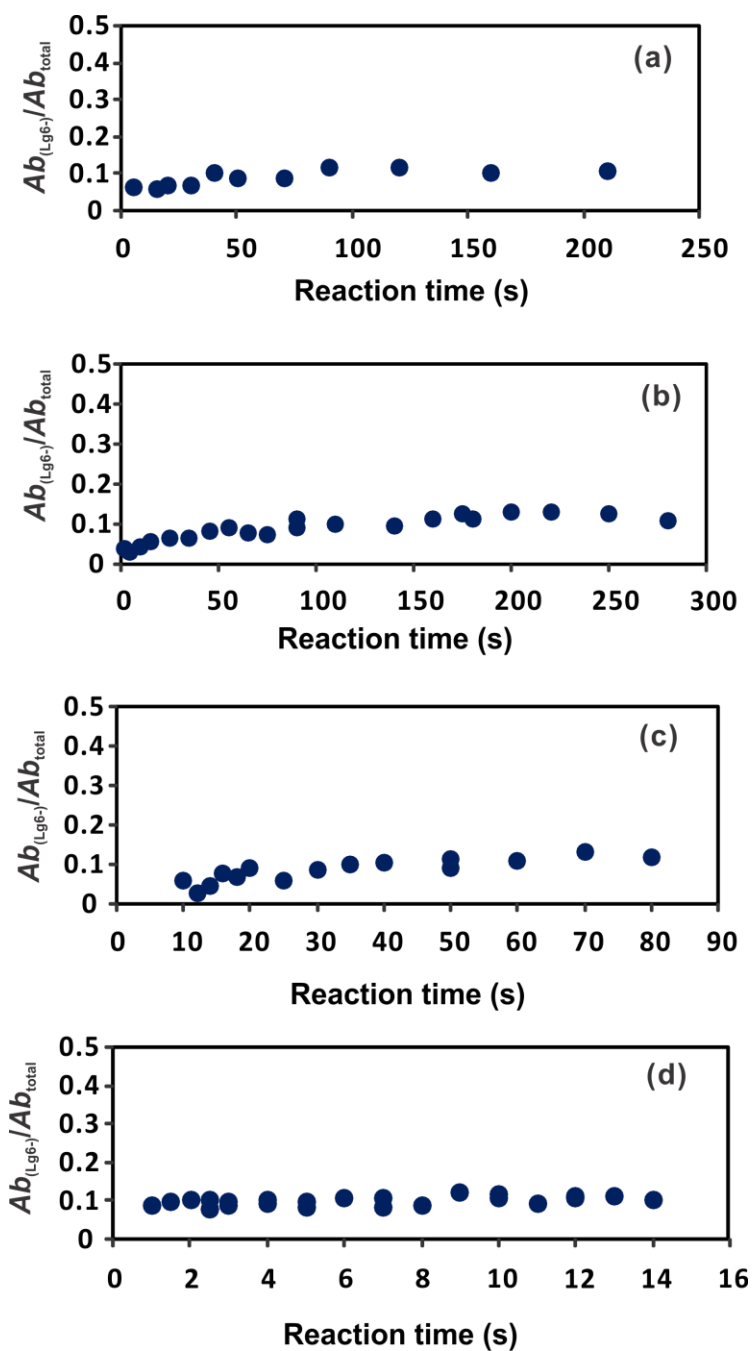 0.5
(a)
0.4
0.3
0.2
0.1
0
Ab(Lg6-)/Abtotal
0 50 100 150 200 250
Reaction time (s)
0.5
(b)
0.4
0.3
0.2
0.1
0
Ab(Lg6-)/Abtotal
0 50 100 150 200 250 300
Reaction time (s)
0.5
(c)
0.4
0.3
0.2
0.1
0
Ab(Lg6-)/Abtotal
0 10 20 30 40 50 60 70 80 90
Reaction time (s)
0.5
(d)
0.4
0.3
0.2
0.1
0
Ab(Lg6-)/Abtotal
0 2 4 6 8 10 12 14 16
Reaction time (s)